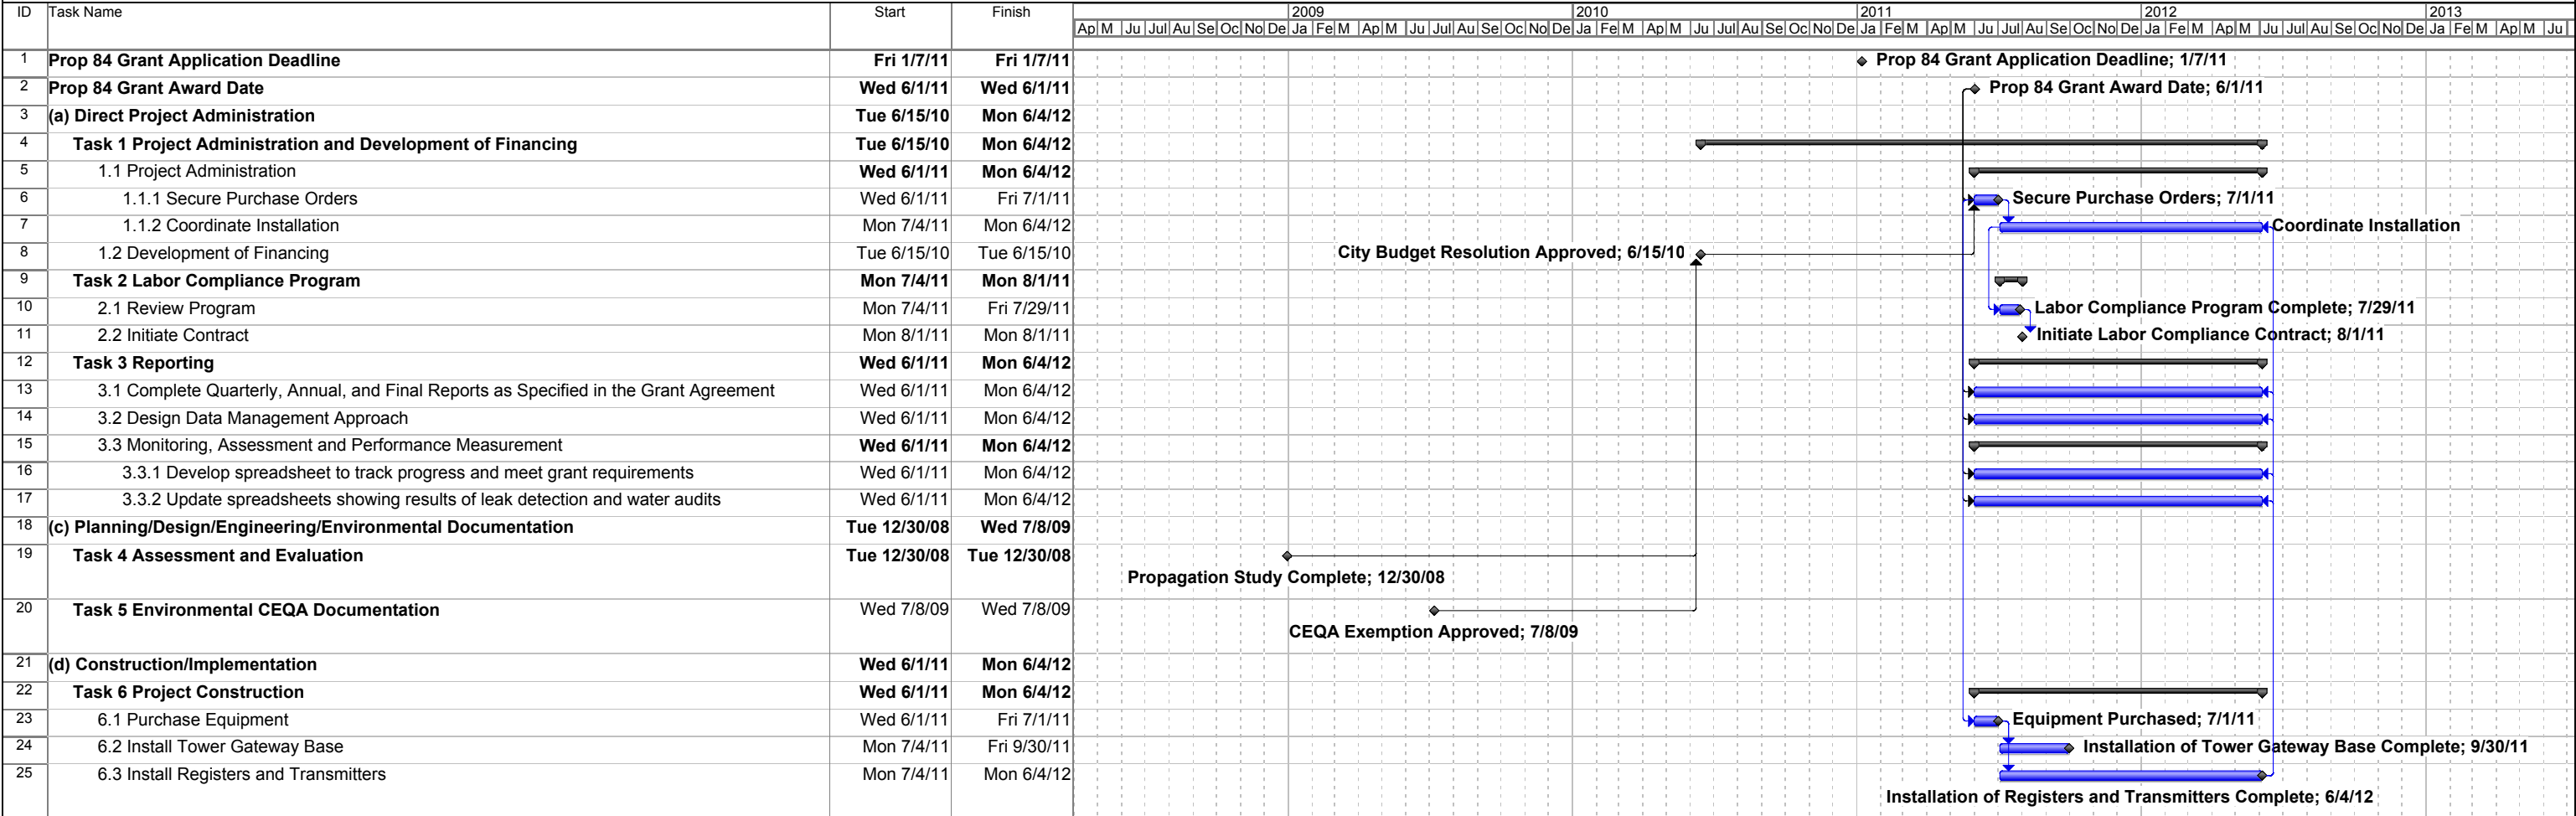 ID Task Name Start Finish 2009 2010 2011 2012 2013
Ap M Ju Jul Au Se Oc No De Ja Fe M Ap M Ju Jul Au Se Oc No De Ja Fe M Ap M Ju Jul Au Se Oc No De Ja Fe M Ap M Ju Jul Au Se Oc No De Ja Fe M Ap M Ju Jul Au Se Oc No De Ja Fe M Ap M Ju
1 Prop 84 Grant Application Deadline Fri 1/7/11 Fri 1/7/11 Prop 84 Grant Application Deadline; 1/7/11
2 Prop 84 Grant Award Date Wed 6/1/11 Wed 6/1/11 Prop 84 Grant Award Date; 6/1/11
3 (a) Direct Project Administration Tue 6/15/10 Mon 6/4/12
4 Task 1 Project Administration and Development of Financing Tue 6/15/10 Mon 6/4/12
5 1.1 Project Administration Wed 6/1/11 Mon 6/4/12
6 1.1.1 Secure Purchase Orders Wed 6/1/11 Fri 7/1/11 Secure Purchase Orders; 7/1/11
7 1.1.2 Coordinate Installation Mon 7/4/11 Mon 6/4/12 Coordinate Installation
8 1.2 Development of Financing Tue 6/15/10 Tue 6/15/10 City Budget Resolution Approved; 6/15/10
9 Task 2 Labor Compliance Program Mon 7/4/11 Mon 8/1/11
10 2.1 Review Program Mon 7/4/11 Fri 7/29/11 Labor Compliance Program Complete; 7/29/11
11 2.2 Initiate Contract Mon 8/1/11 Mon 8/1/11 Initiate Labor Compliance Contract; 8/1/11
12 Task 3 Reporting Wed 6/1/11 Mon 6/4/12
13 3.1 Complete Quarterly, Annual, and Final Reports as Specified in the Grant Agreement Wed 6/1/11 Mon 6/4/12
14 3.2 Design Data Management Approach Wed 6/1/11 Mon 6/4/12
15 3.3 Monitoring, Assessment and Performance Measurement Wed 6/1/11 Mon 6/4/12
16 3.3.1 Develop spreadsheet to track progress and meet grant requirements Wed 6/1/11 Mon 6/4/12
17 3.3.2 Update spreadsheets showing results of leak detection and water audits Wed 6/1/11 Mon 6/4/12
18 (c) Planning/Design/Engineering/Environmental Documentation Tue 12/30/08 Wed 7/8/09
19 Task 4 Assessment and Evaluation Tue 12/30/08 Tue 12/30/08
Propagation Study Complete; 12/30/08
20 Task 5 Environmental CEQA Documentation Wed 7/8/09 Wed 7/8/09
CEQA Exemption Approved; 7/8/09
21 (d) Construction/Implementation Wed 6/1/11 Mon 6/4/12
22 Task 6 Project Construction Wed 6/1/11 Mon 6/4/12
23 6.1 Purchase Equipment Wed 6/1/11 Fri 7/1/11 Equipment Purchased; 7/1/11
24 6.2 Install Tower Gateway Base Mon 7/4/11 Fri 9/30/11 Installation of Tower Gateway Base Complete; 9/30/11
25 6.3 Install Registers and Transmitters Mon 7/4/11 Mon 6/4/12
Installation of Registers and Transmitters Complete; 6/4/12